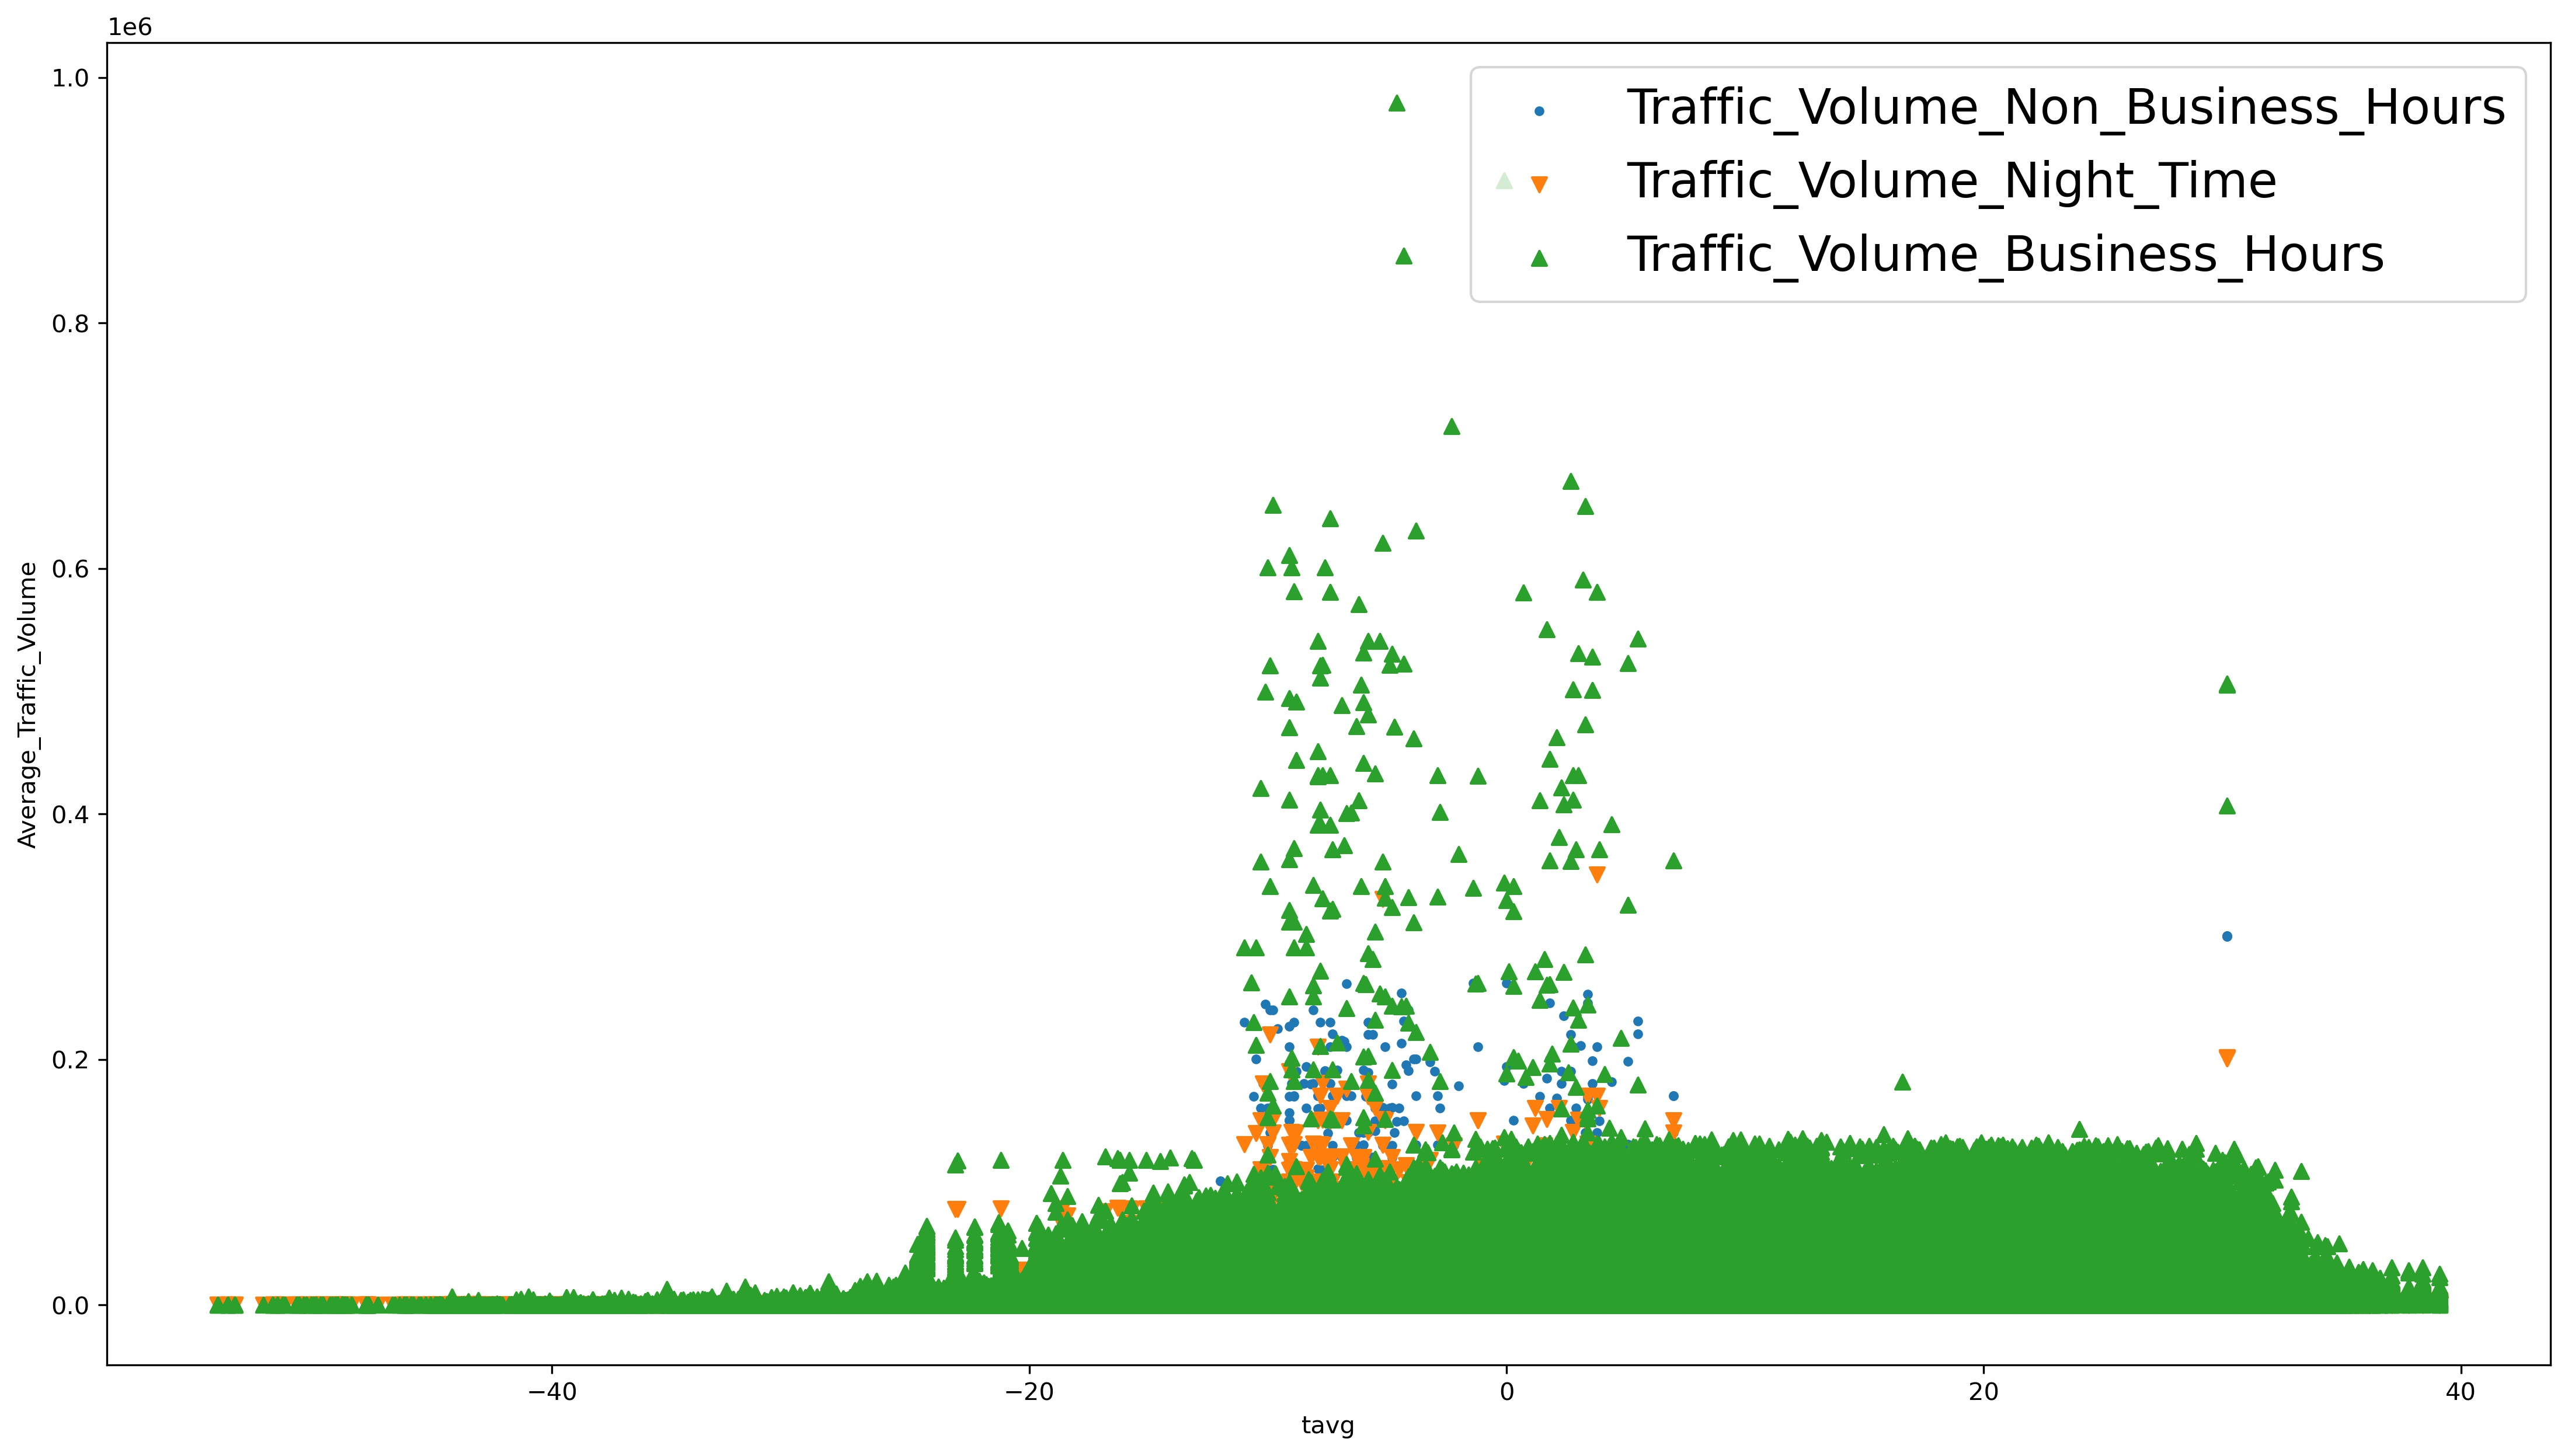 1e6
1.0
0.8
0.6
0.4
0.2
0.0
Average_Traffic_Volume
Traffic_Volume_Non_Business_Hours
Traffic_Volume_Night_Time
Traffic_Volume_Business_Hours
−40
−20
0
20
40
tavg